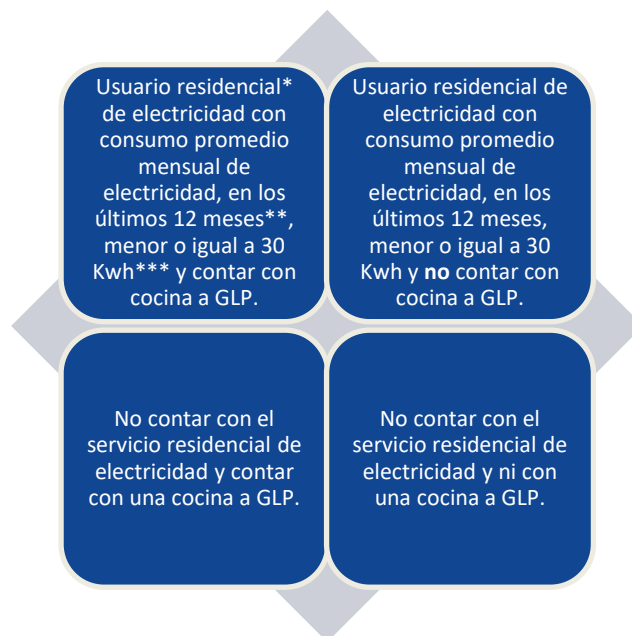 Usuario residencial*
de electricidad con
consumo promedio
mensual de
electricidad, en los
últimos 12 meses**,
menor o igual a 30
Kwh*** y contar con
cocina a GLP.
Usuario residencial de
electricidad con
consumo promedio
mensual de
electricidad, en los
últimos 12 meses,
menor o igual a 30
Kwh y no contar con
cocina a GLP.
No contar con el
servicio residencial de
electricidad y contar
con una cocina a GLP.
No contar con el
servicio residencial de
electricidad y ni con
una cocina a GLP.